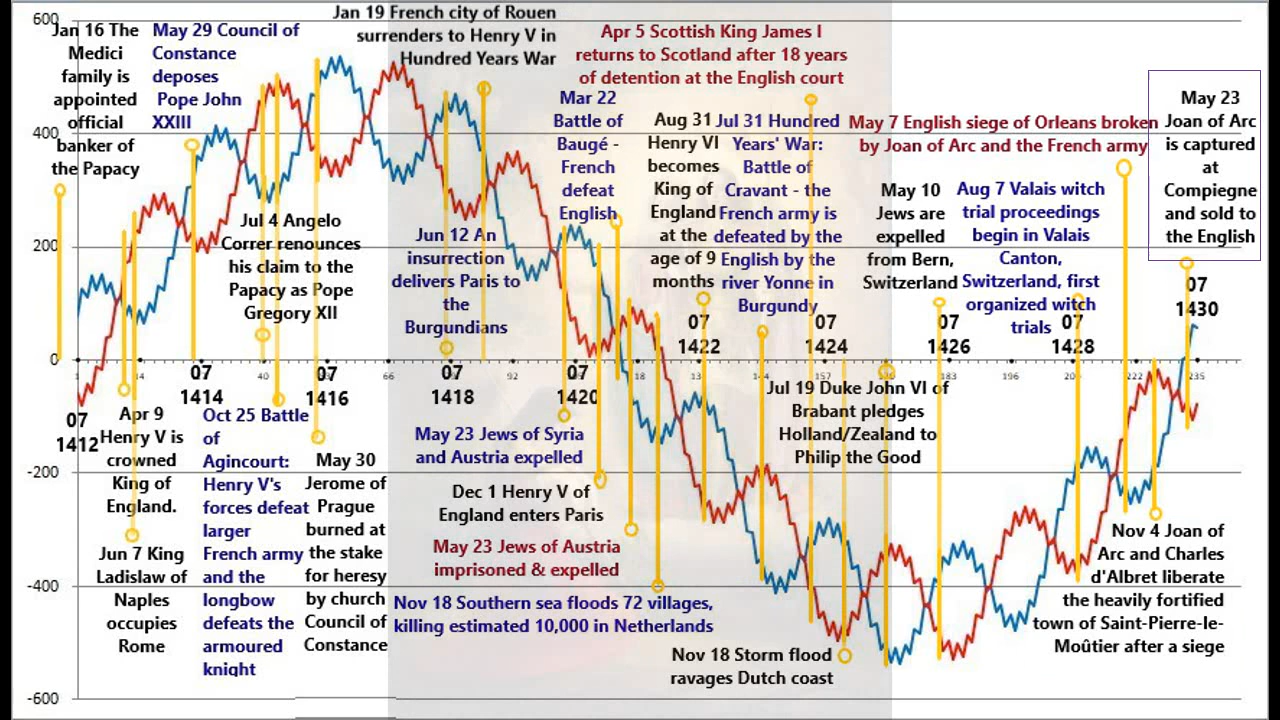 600
400
200
0
-200
-400
-600
Jan 16 The
Medici
family is
appointed
official
banker of
the Papacy
May 29 Council of
Constance
deposes
Pope John
XXIII
Jan 19 French city of Rouen
surrenders to Henry V in
Hundred Years War
Apr 5 Scottish King James I
returns to Scotland after 18 years
of detention at the English court
Mar 22
Battle of
Baugé -
French
defeat
English
Aug 31
Henry VI
becomes
King of
England
at the
age of 9
months
Jul 31 Hundred
Years' War:
Battle of
Cravant - the
French army is
defeated by the
English by the
river Yonne in
Burgundy
May 7 English siege of Orleans broken
by Joan of Arc and the French army
May 23
Joan of Arc
is captured
at
Compiegne
and sold to
the English
May 10
Jews are
expelled
from Bern,
Switzerland
Aug 7 Valais witch
trial proceedings
begin in Valais
Canton,
Switzerland, first
organized witch
trials
Jul 4 Angelo
Correr renounces
his claim to the
Papacy as Pope
Gregory XII
Jun 12 An
insurrection
delivers Paris to
the
Burgundians
1
14
40
66
92
18
144
183
196
222
235
07
1412
07
1414
07
1416
07
1418
07
1420
07
1422
07
1424
07
1426
07
1428
07
1430
Apr 9
Henry V is
crowned
King of
England.
Jun 7 King
Ladislaw of
Naples
occupies
Rome
Oct 25 Battle
of
Agincourt:
Henry V's
forces defeat
larger
French army
and the
longbow
defeats the
armoured
knight
May 30
Jerome of
Prague
burned at
the stake
for heresy
by church
Council of
Constance
May 23 Jews of Syria
and Austria expelled
Dec 1 Henry V of
England enters Paris
May 23 Jews of Austria
imprisoned & expelled
Nov 18 Southern sea floods 72 villages,
killing estimated 10,000 in Netherlands
Nov 18 Storm flood
ravages Dutch coast
Jul 19 Duke John VI of
Brabant pledges
Holland/Zealand to
Philip the Good
Nov 4 Joan of
Arc and Charles
d'Albret liberate
the heavily fortified
town of Saint-Pierre-le-
Moûtier after a siege